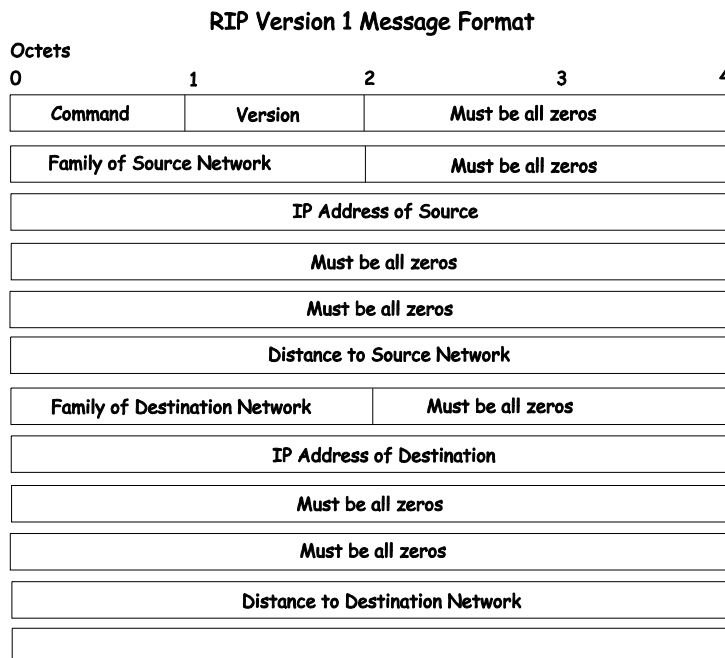 RIP Version 1 Message Format
Octets
0 1 2 3 4
Command Version Must be all zeros
Family of Source Network Must be all zeros
IP Address of Source
Must be all zeros
Must be all zeros
Distance to Source Network
Family of Destination Network Must be all zeros
IP Address of Destination
Must be all zeros
Must be all zeros
Distance to Destination Network